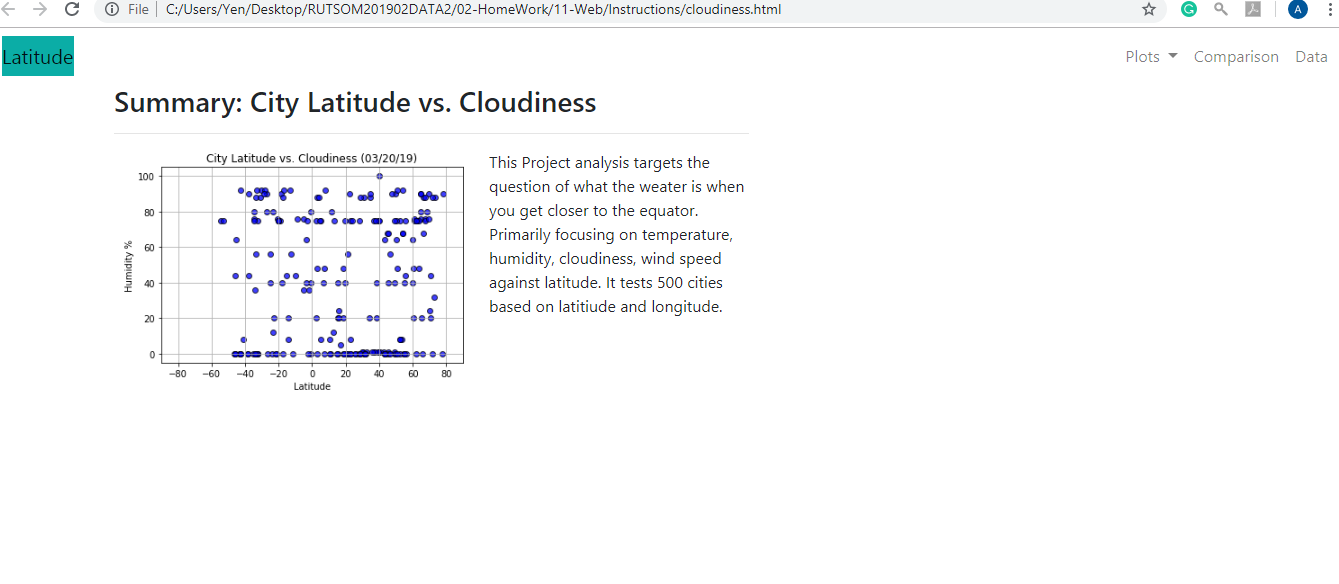 File C:/Users/Yen/Desktop/RUTSOM201902DATA2/02-HomeWork/11-Web/Instructions/cloudiness.html A
Latitude Plots Comparison Data
Summary: City Latitude vs. Cloudiness
City Latitude vs. Cloudiness (03/20/19)
100
80
60
40
20
0
Humidity %
−80 −60 −40 −20 0 20 40 60 80
Latitude
This Project analysis targets the
question of what the weater is when
you get closer to the equator.
Primarily focusing on temperature,
humidity, cloudiness, wind speed
against latitude. It tests 500 cities
based on latitiude and longitude.